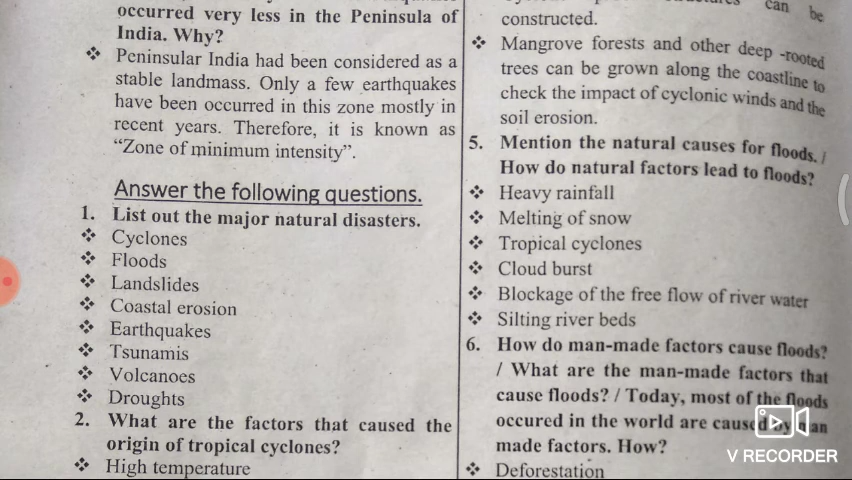 occurred very less in the Peninsula of
India. Why?
❖ Peninsular India had been considered as a
stable landmass. Only a few earthquakes
have been occurred in this zone mostly in
recent years. Therefore, it is known as
“Zone of minimum intensity”.
Answer the following questions.
1. List out the major natural disasters.
❖ Cyclones
❖ Floods
❖ Landslides
❖ Coastal erosion
❖ Earthquakes
❖ Tsunamis
❖ Volcanoes
❖ Droughts
2. What are the factors that caused the
origin of tropical cyclones?
❖ High temperature
can be
constructed.
❖ Mangrove forests and other deep -rooted
trees can be grown along the coastline to
check the impact of cyclonic winds and the
soil erosion.
5. Mention the natural causes for floods. /
How do natural factors lead to floods?
❖ Heavy rainfall
❖ Melting of snow
❖ Tropical cyclones
❖ Cloud burst
❖ Blockage of the free flow of river water
❖ Silting river beds
6. How do man-made factors cause floods?
/ What are the man-made factors that
cause floods? / Today, most of the floods
occured in the world are caused by man
made factors. How?
❖ Deforestation
V RECORDER